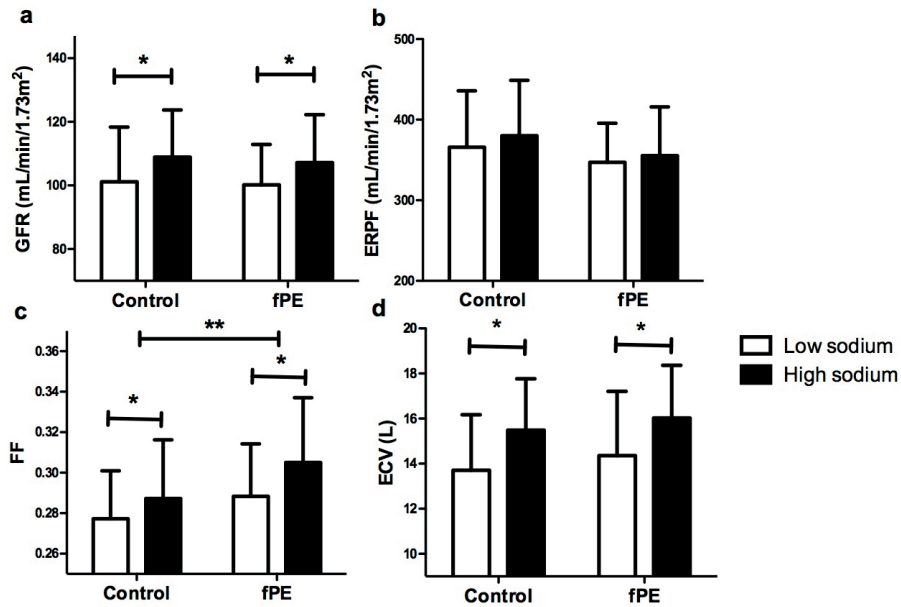 a
GFR (mL/min/1.73m²)
140
120
100
80
*
*
Control
fPE
b
ERPF (mL/min/1.73m²)
500
400
300
200
Control
fPE
c
FF
0.36
0.34
0.32
0.30
0.28
0.26
**
*
*
Control
fPE
d
ECV (L)
20
18
16
14
12
10
*
*
Control
fPE
Low sodium
High sodium